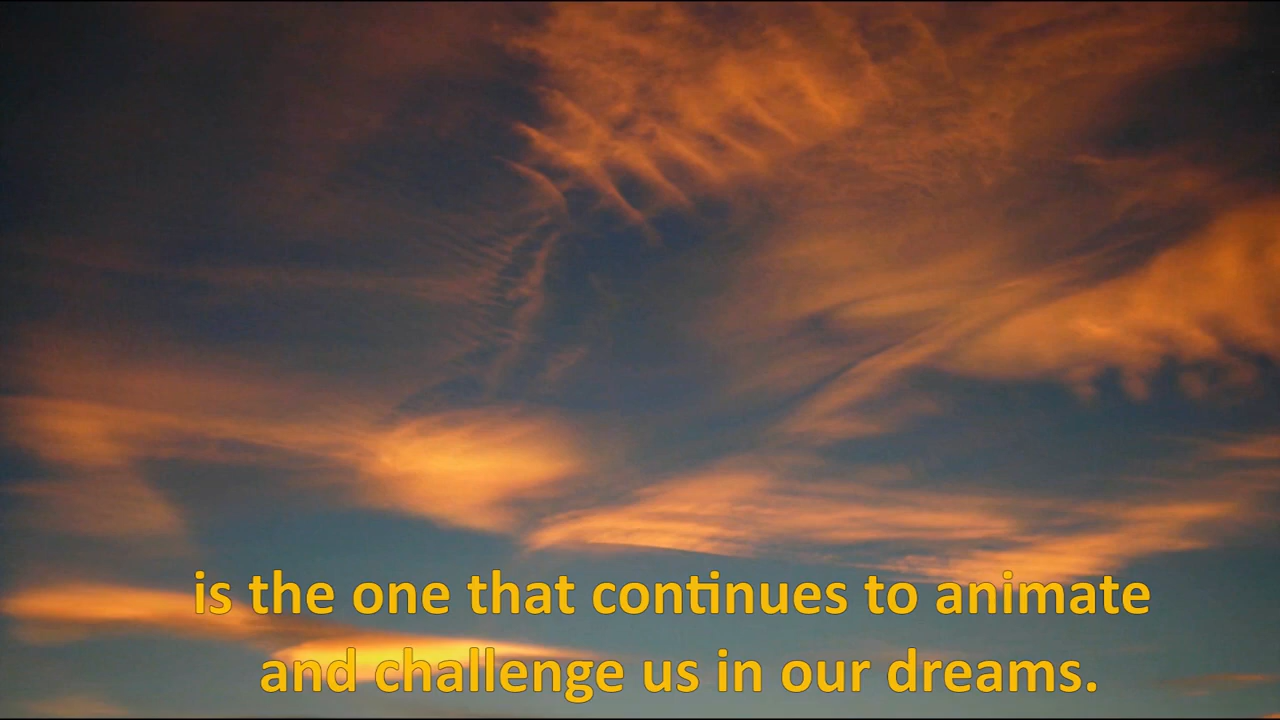 is the one that continues to animate
and challenge us in our dreams.